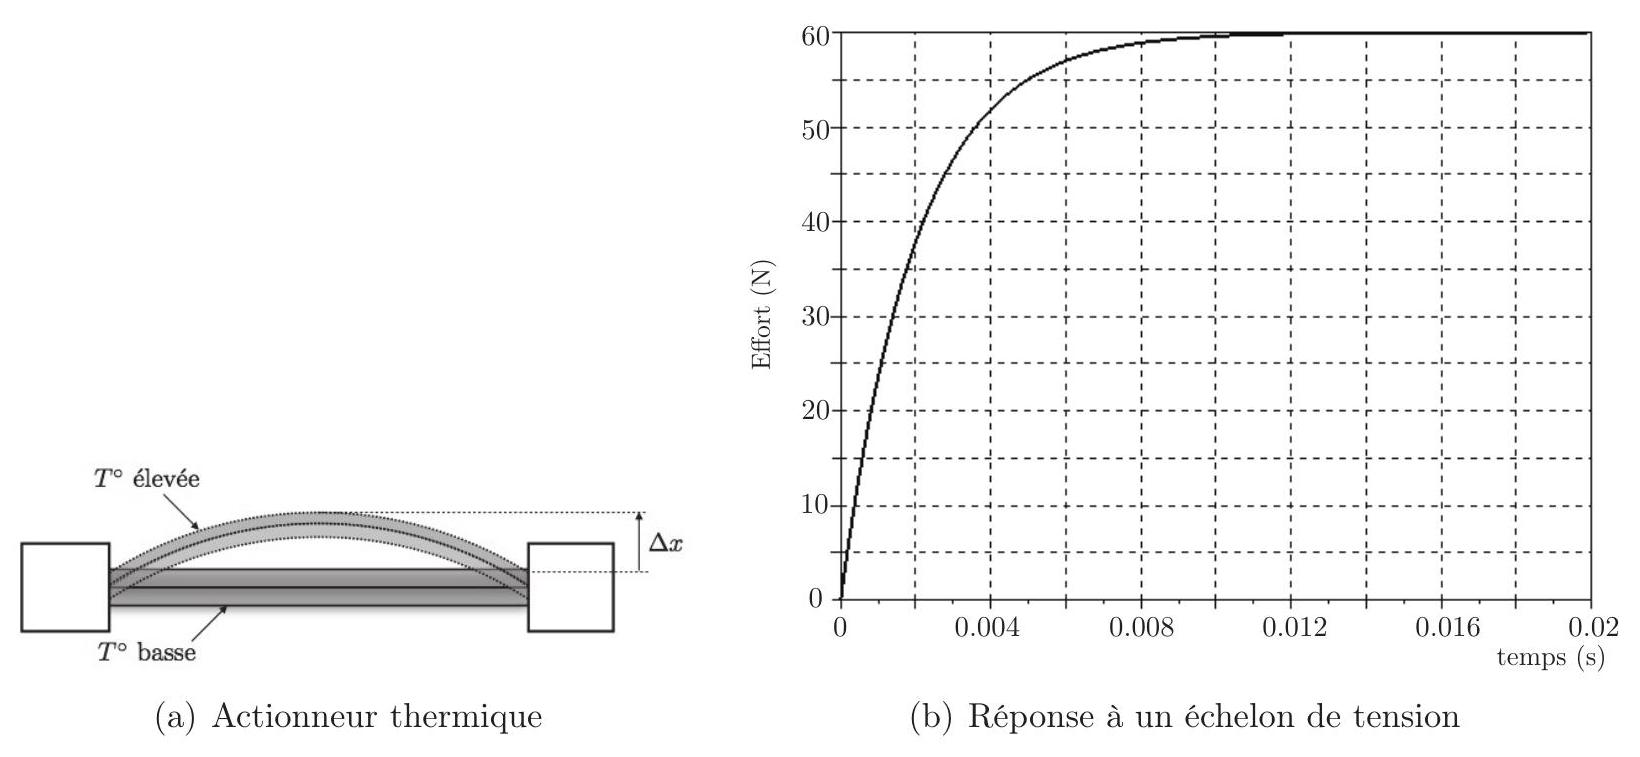 T° élevée
Δx
T° basse
(a) Actionneur thermique
60
50
40
30
20
10
0
Effort (N)
0 0.004 0.008 0.012 0.016 0.02
temps (s)
(b) Réponse à un échelon de tension